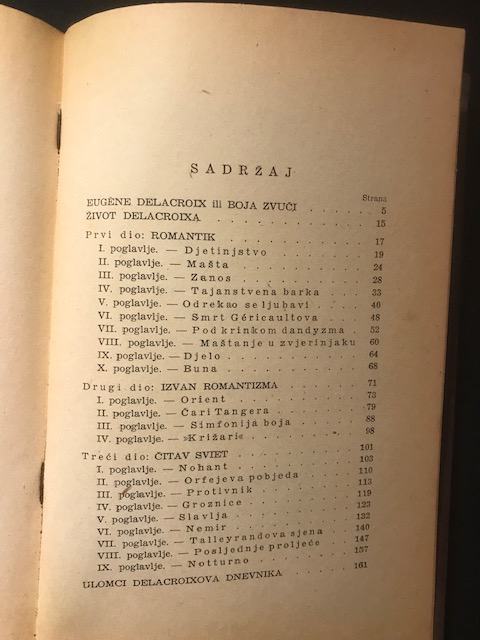 SADRŽAJ
Strana
EUGÈNE DELACROIX ili BOJA ZVUČI . . . . . . 5
ŽIVOT DELACROIXA . . . . . . . . . . 15
Prvi dio: ROMANTIK . . . . . . . . . . 17
I. poglavlje. — Djetinjstvo . . . . . . . 19
II. poglavlje. — Mašta . . . . . . . . . 24
III. poglavlje. — Zanos . . . . . . . . . 28
IV. poglavlje. — Tajanstvena barka . . . . 33
V. poglavlje. — Odrekao se ljubavi . . . . 40
VI. poglavlje. — Smrt Géricaultova . . . . 48
VII. poglavlje. — Pod krinkom dandyzma . . 52
VIII. poglavlje. — Maštanje u zvjerinjaku 60
IX. poglavlje. — Djelo . . . . . . . . . 64
X. poglavlje. — Buna . . . . . . . . . 68
Drugi dio: IZVAN ROMANTIZMA . . . . . . . 71
I. poglavlje. — Orient . . . . . . . . 73
II. poglavlje. — Čari Tangera . . . . . . 79
III. poglavlje. — Simfonija boja . . . . . 88
IV. poglavlje. — »Križari« . . . . . . . . 98
Treći dio: ČITAV SVIET . . . . . . . . . 101
I. poglavlje. — Nohant . . . . . . . . 103
II. poglavlje. — Orfejeva pobjeda . . . . 110
III. poglavlje. — Protivnik . . . . . . . 113
IV. poglavlje. — Groznice . . . . . . . 119
V. poglavlje. — Slavlja . . . . . . . . 123
VI. poglavlje. — Nemir . . . . . . . . 132
VII. poglavlje. — Talleyrandova sjena . . . 140
VIII. poglavlje. — Posljednje proljeće . . . 147
IX. poglavlje. — Notturno . . . . . . . 157
ULOMCI DELACROIXOVA DNEVNIKA . . . . . . 161